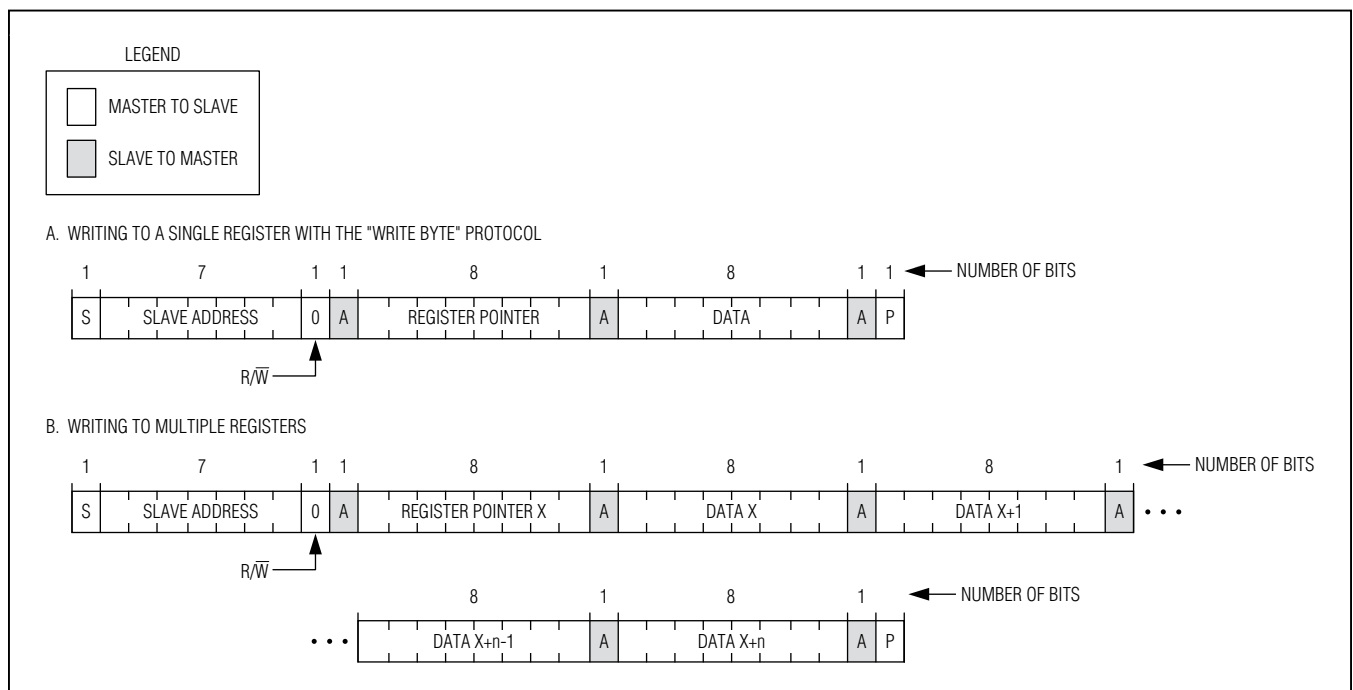 LEGEND
MASTER TO SLAVE
SLAVE TO MASTER
A. WRITING TO A SINGLE REGISTER WITH THE "WRITE BYTE" PROTOCOL
1 7 1 1 8 1 8 1 1 NUMBER OF BITS
S SLAVE ADDRESS 0 A REGISTER POINTER A DATA A P
R/W̅
B. WRITING TO MULTIPLE REGISTERS
1 7 1 1 8 1 8 1 8 1 NUMBER OF BITS
S SLAVE ADDRESS 0 A REGISTER POINTER X A DATA X A DATA X+1 A •••
R/W̅
8 1 8 1 NUMBER OF BITS
••• DATA X+n-1 A DATA X+n A P